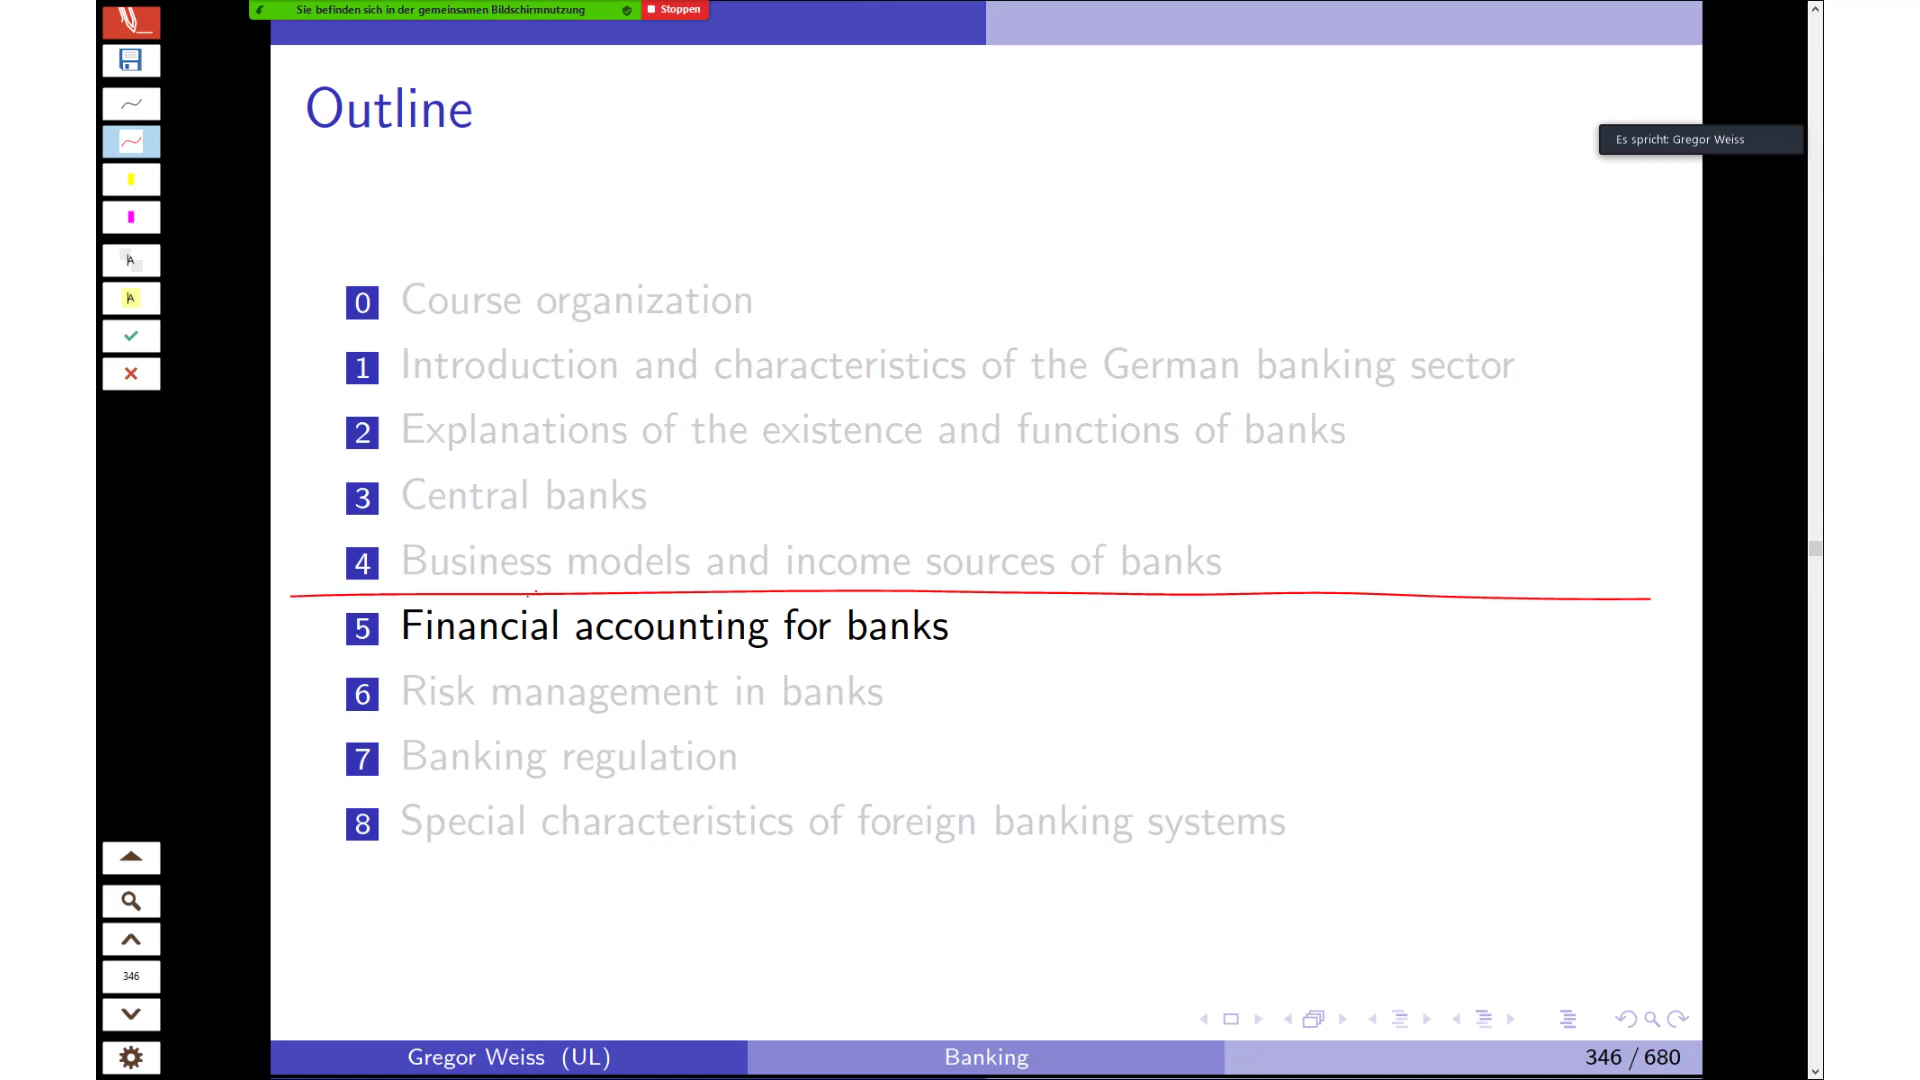 Sie befinden sich in der gemeinsamen Bildschirmnutzung
Stoppen
Outline
Es spricht: Gregor Weiss
0 Course organization
1 Introduction and characteristics of the German banking sector
2 Explanations of the existence and functions of banks
3 Central banks
4 Business models and income sources of banks
5 Financial accounting for banks
6 Risk management in banks
7 Banking regulation
8 Special characteristics of foreign banking systems
A
A
346
Gregor Weiss (UL)
Banking
346 / 680